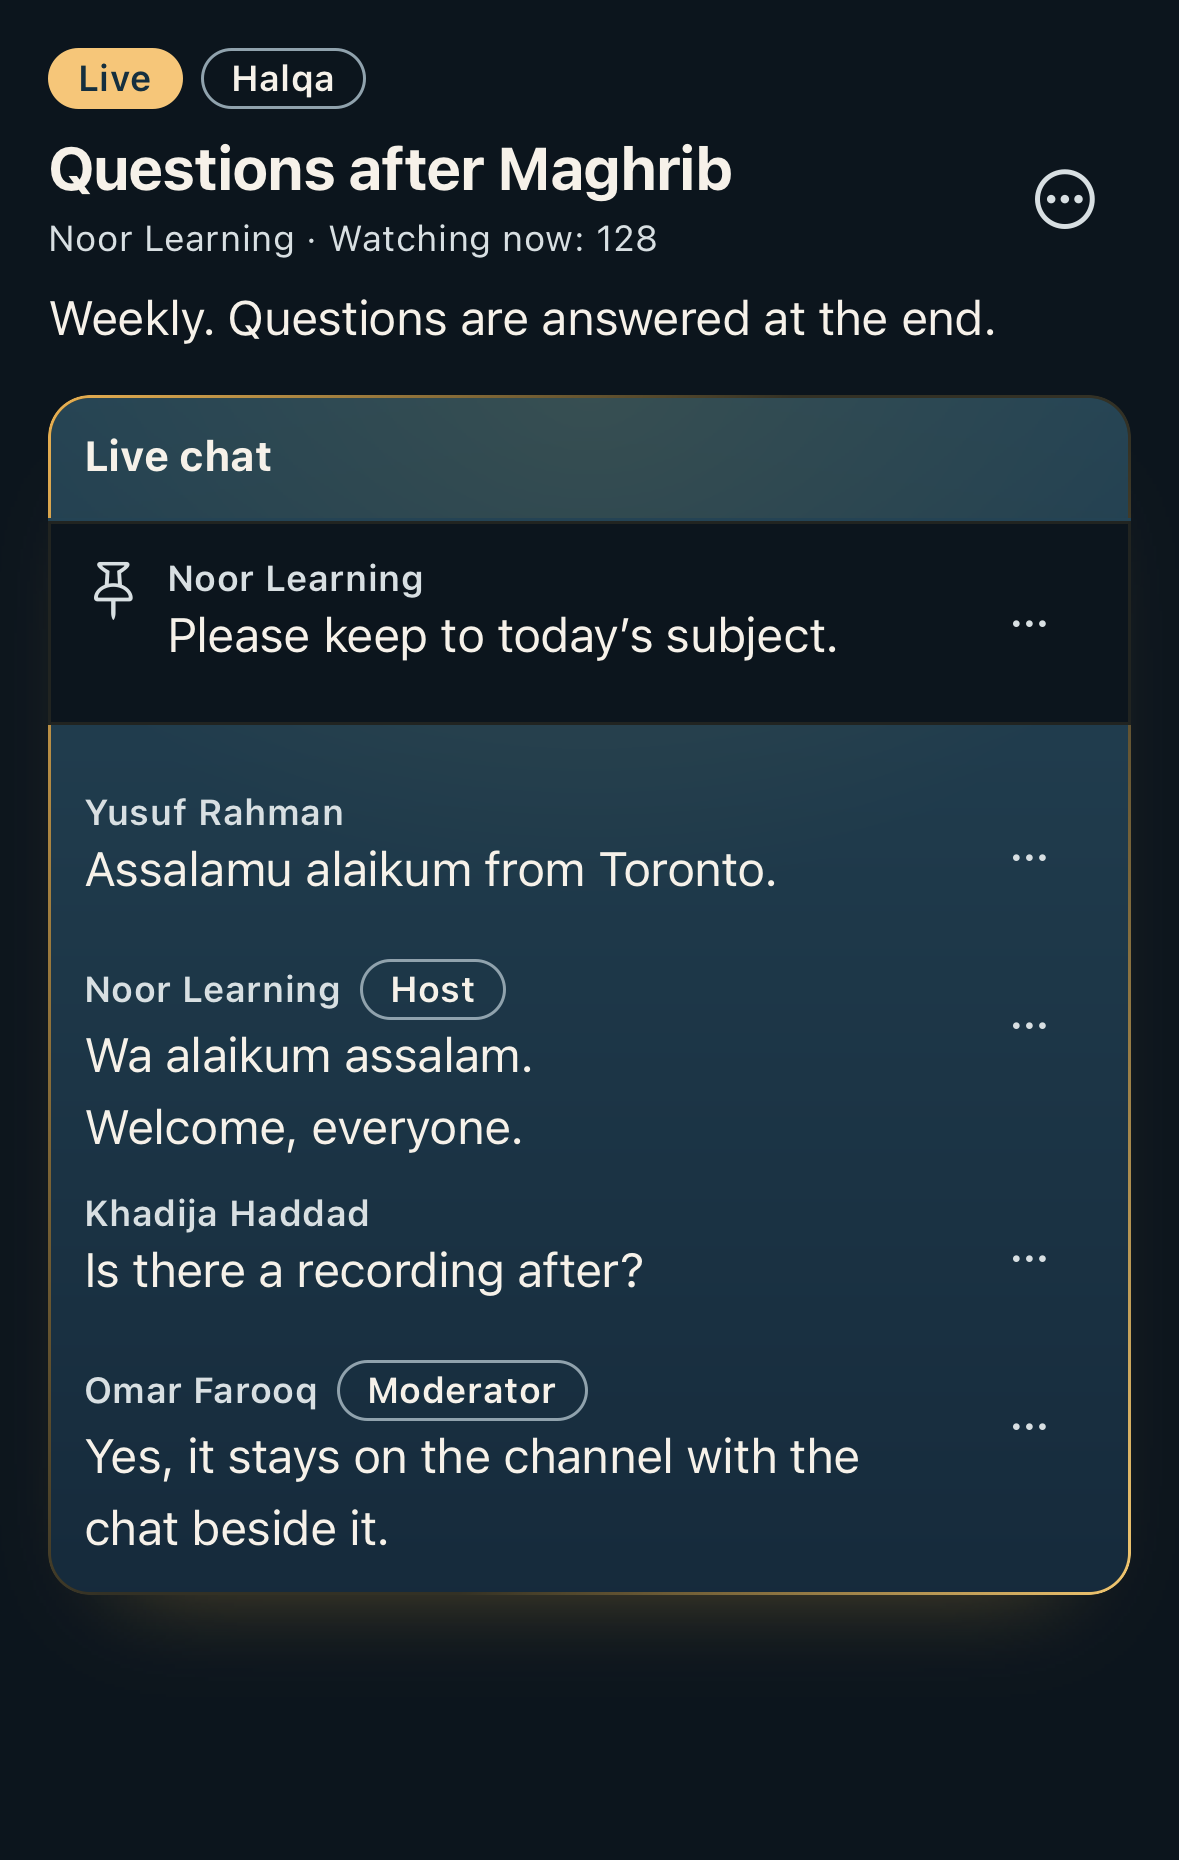 Live
Halqa
Questions after Maghrib
Noor Learning · Watching now: 128
Weekly. Questions are answered at the end.
Live chat
Noor Learning
Please keep to today’s subject.
Yusuf Rahman
Assalamu alaikum from Toronto.
Noor Learning Host
Wa alaikum assalam.
Welcome, everyone.
Khadija Haddad
Is there a recording after?
Omar Farooq Moderator
Yes, it stays on the channel with the
chat beside it.